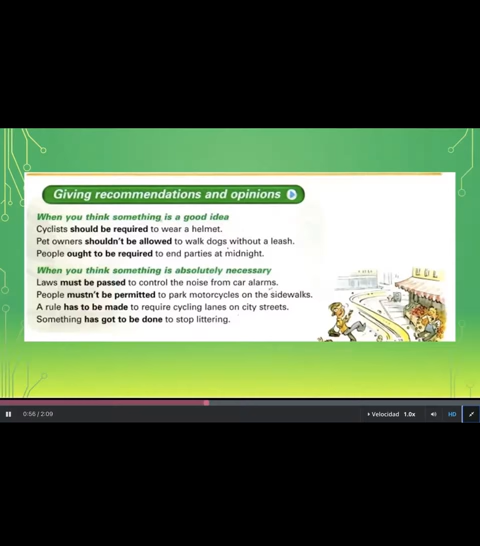 Giving recommendations and opinions
When you think something is a good idea
Cyclists should be required to wear a helmet.
Pet owners shouldn't be allowed to walk dogs without a leash.
People ought to be required to end parties at midnight.
When you think something is absolutely necessary
Laws must be passed to control the noise from car alarms.
People mustn't be permitted to park motorcycles on the sidewalks.
A rule has to be made to require cycling lanes on city streets.
Something has got to be done to stop littering.
0:56 / 2:09
Velocidad 1.0x
HD